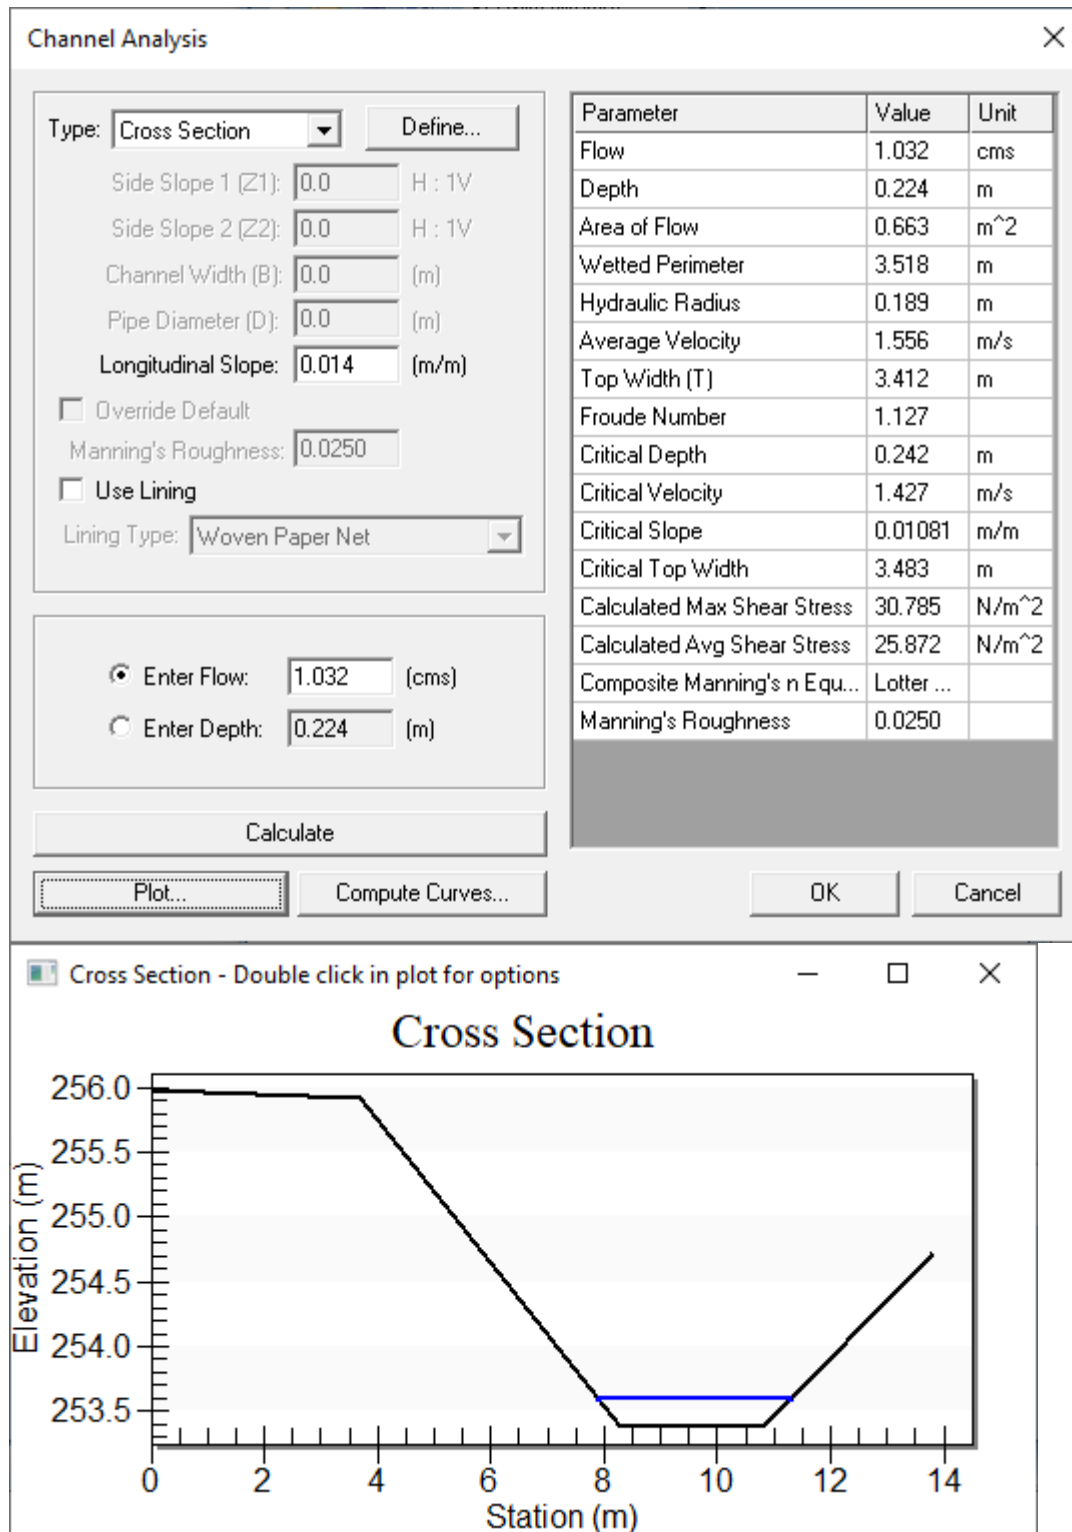 Channel Analysis
Type: Cross Section Define...
Side Slope 1 (Z1): 0.0 H : 1V
Side Slope 2 (Z2): 0.0 H : 1V
Channel Width (B): 0.0 (m)
Pipe Diameter (D): 0.0 (m)
Longitudinal Slope: 0.014 (m/m)
Override Default
Manning's Roughness: 0.0250
Use Lining
Lining Type: Woven Paper Net
Enter Flow: 1.032 (cms)
Enter Depth: 0.224 (m)
Calculate
Plot... Compute Curves...
Parameter Value Unit
Flow 1.032 cms
Depth 0.224 m
Area of Flow 0.663 m^2
Wetted Perimeter 3.518 m
Hydraulic Radius 0.189 m
Average Velocity 1.556 m/s
Top Width (T) 3.412 m
Froude Number 1.127
Critical Depth 0.242 m
Critical Velocity 1.427 m/s
Critical Slope 0.01081 m/m
Critical Top Width 3.483 m
Calculated Max Shear Stress 30.785 N/m^2
Calculated Avg Shear Stress 25.872 N/m^2
Composite Manning's n Equ... Lotter ...
Manning's Roughness 0.0250
OK Cancel
Cross Section - Double click in plot for options
Cross Section
256.0
255.5
255.0
254.5
254.0
253.5
Elevation (m)
0 2 4 6 8 10 12 14
Station (m)